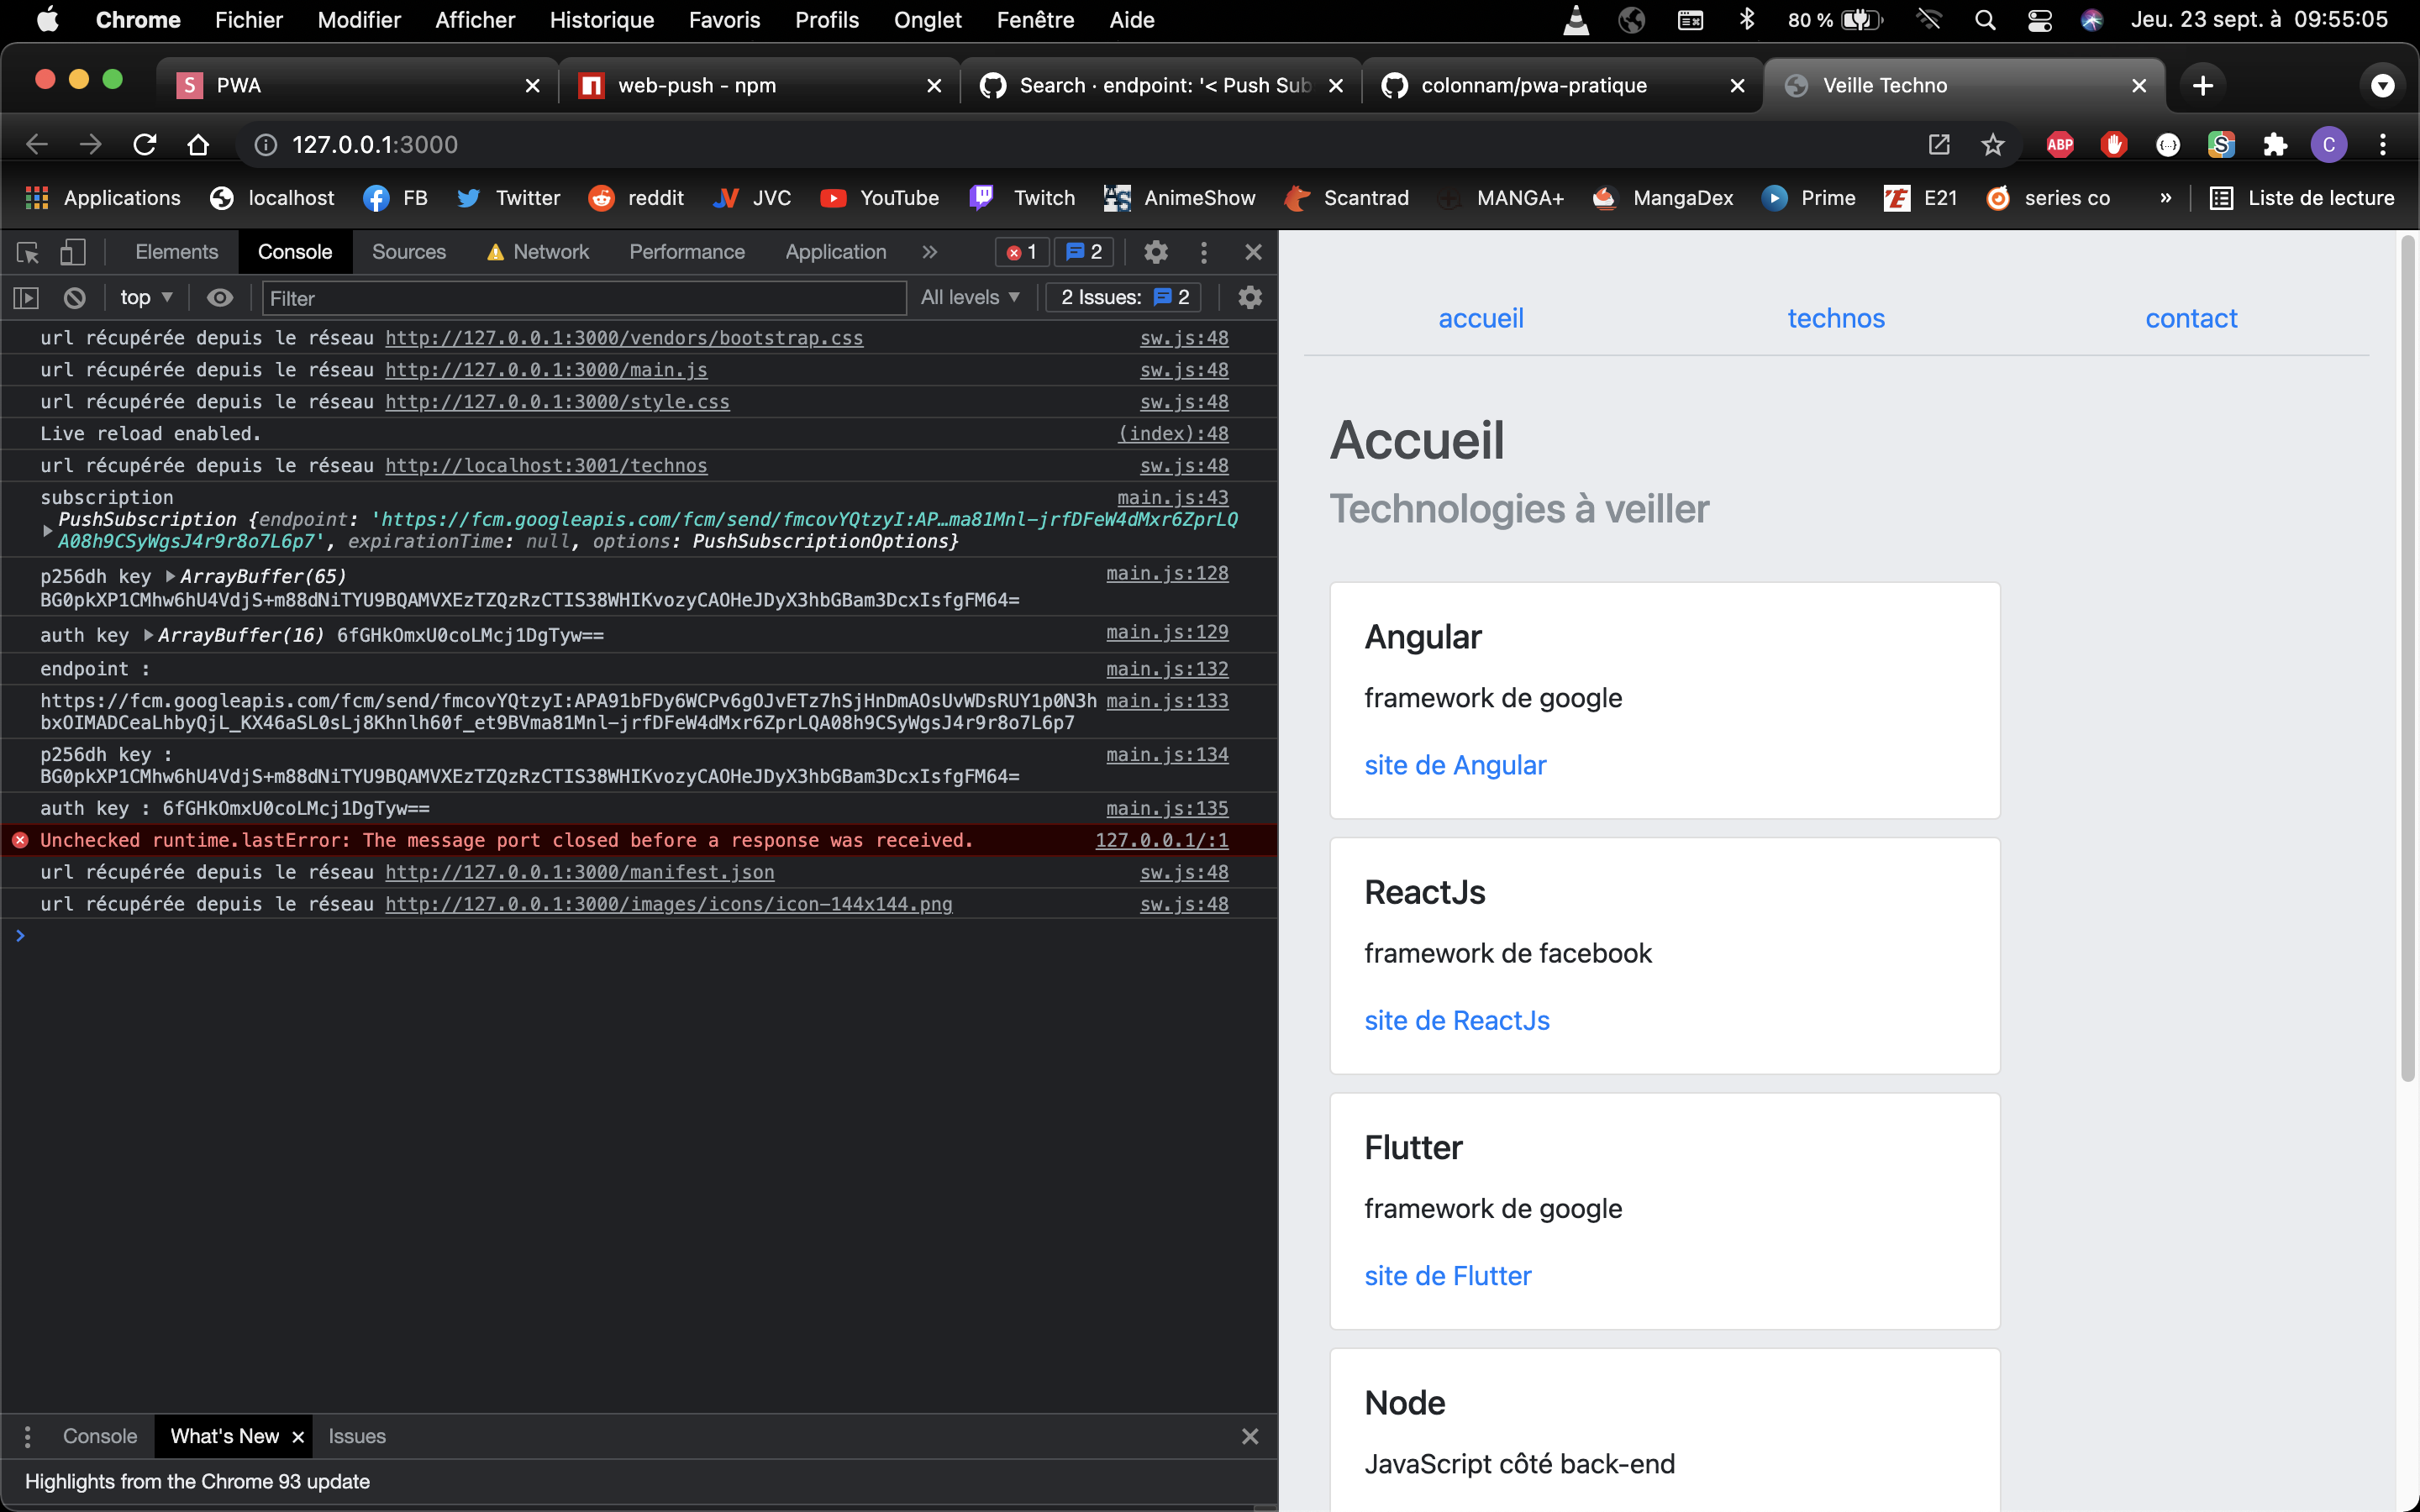 Chrome Fichier Modifier Afficher Historique Favoris Profils Onglet Fenêtre Aide 80 % Jeu. 23 sept. à 09:55:05
PWA web-push - npm Search · endpoint: '< Push Sub colonnam/pwa-pratique Veille Techno
127.0.0.1:3000 ABP C
Applications localhost FB Twitter reddit JVC YouTube Twitch AnimeShow Scantrad MANGA+ MangaDex Prime E21 series co » Liste de lecture
Elements Console Sources Network Performance Application » 1 2
top Filter All levels 2 Issues: 2
url récupérée depuis le réseau http://127.0.0.1:3000/vendors/bootstrap.css sw.js:48
url récupérée depuis le réseau http://127.0.0.1:3000/main.js sw.js:48
url récupérée depuis le réseau http://127.0.0.1:3000/style.css sw.js:48
Live reload enabled. (index):48
url récupérée depuis le réseau http://localhost:3001/technos sw.js:48
subscription main.js:43
PushSubscription {endpoint: 'https://fcm.googleapis.com/fcm/send/fmcovYQtzyI:AP…ma81Mnl-jrfDFeW4dMxr6ZprLQ
A08h9CSyWgsJ4r9r8o7L6p7', expirationTime: null, options: PushSubscriptionOptions}
p256dh key ArrayBuffer(65) main.js:128
BG0pkXP1CMhw6hU4VdjS+m88dNiTYU9BQAMVXEzTZQzRzCTIS38WHIKvozyCAOHeJDyX3hbGBam3DcxIsfgFM64=
auth key ArrayBuffer(16) 6fGHkOmxU0coLMcj1DgTyw== main.js:129
endpoint : main.js:132
https://fcm.googleapis.com/fcm/send/fmcovYQtzyI:APA91bFDy6WCPv6gOJvETz7hSjHnDmAOsUvWDsRUY1p0N3h main.js:133
bxOIMADCeaLhbyQjL_KX46aSL0sLj8Khnlh60f_et9BVma81Mnl-jrfDFeW4dMxr6ZprLQA08h9CSyWgsJ4r9r8o7L6p7
p256dh key : main.js:134
BG0pkXP1CMhw6hU4VdjS+m88dNiTYU9BQAMVXEzTZQzRzCTIS38WHIKvozyCAOHeJDyX3hbGBam3DcxIsfgFM64=
auth key : 6fGHkOmxU0coLMcj1DgTyw== main.js:135
Unchecked runtime.lastError: The message port closed before a response was received. 127.0.0.1/:1
url récupérée depuis le réseau http://127.0.0.1:3000/manifest.json sw.js:48
url récupérée depuis le réseau http://127.0.0.1:3000/images/icons/icon-144x144.png sw.js:48
Console What's New Issues
Highlights from the Chrome 93 update
accueil technos contact
Accueil
Technologies à veiller
Angular
framework de google
site de Angular
ReactJs
framework de facebook
site de ReactJs
Flutter
framework de google
site de Flutter
Node
JavaScript côté back-end